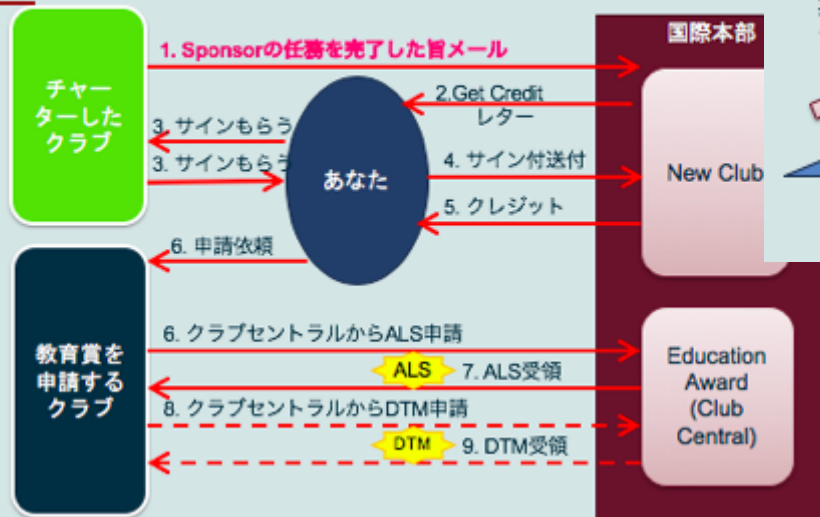 国際本部
1. Sponsorの任務を完了した旨メール
チャー
ターした
クラブ
2.Get Credit
レター
3. サインもらう
3. サインもらう
あなた
4. サイン付送付
New Club
5. クレジット
6. 申請依頼
6. クラブセントラルからALS申請
教育賞を
申請する
クラブ
ALS
7. ALS受領
Education
Award
(Club
Central)
8. クラブセントラルからDTM申請
DTM
9. DTM受領